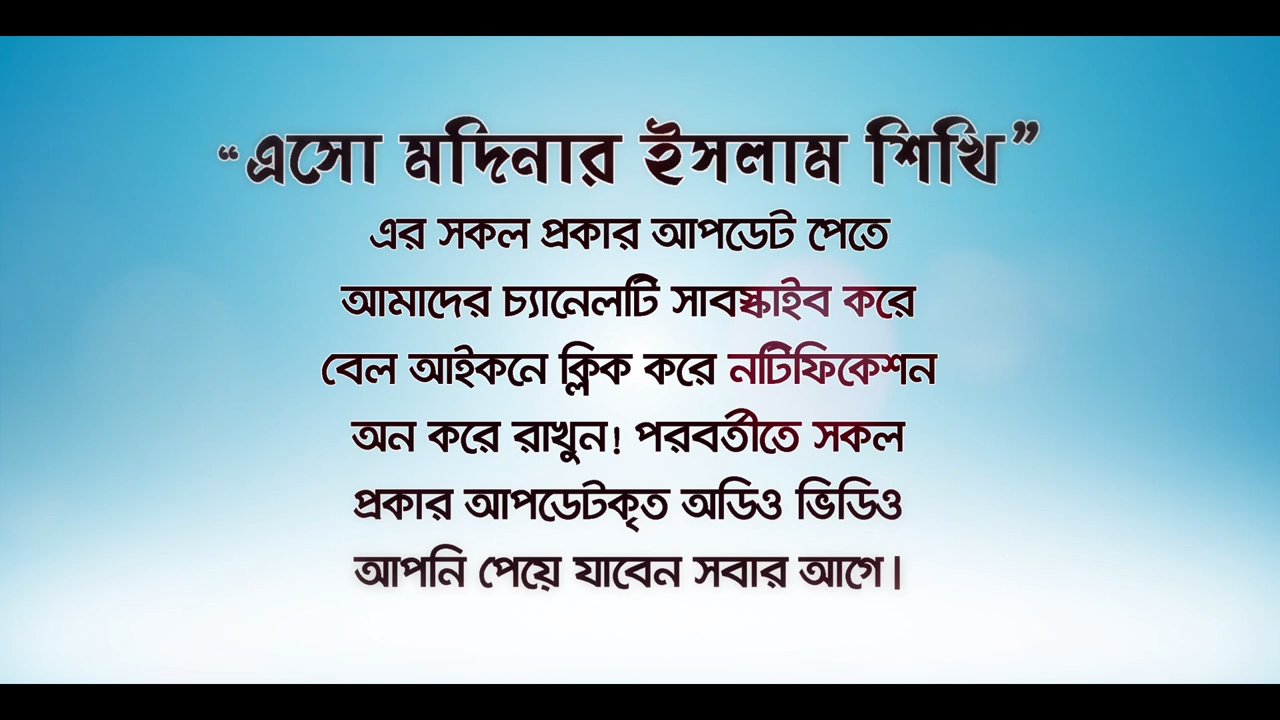 “এসো মদিনার ইসলাম শিখি”
এর সকল প্রকার আপডেট পেতে
আমাদের চ্যানেলটি সাবস্কাইব করে
বেল আইকনে ক্লিক করে নটিফিকেশন
অন করে রাখুন! পরবর্তীতে সকল
প্রকার আপডেটকৃত অডিও ভিডিও
আপনি পেয়ে যাবেন সবার আগে।